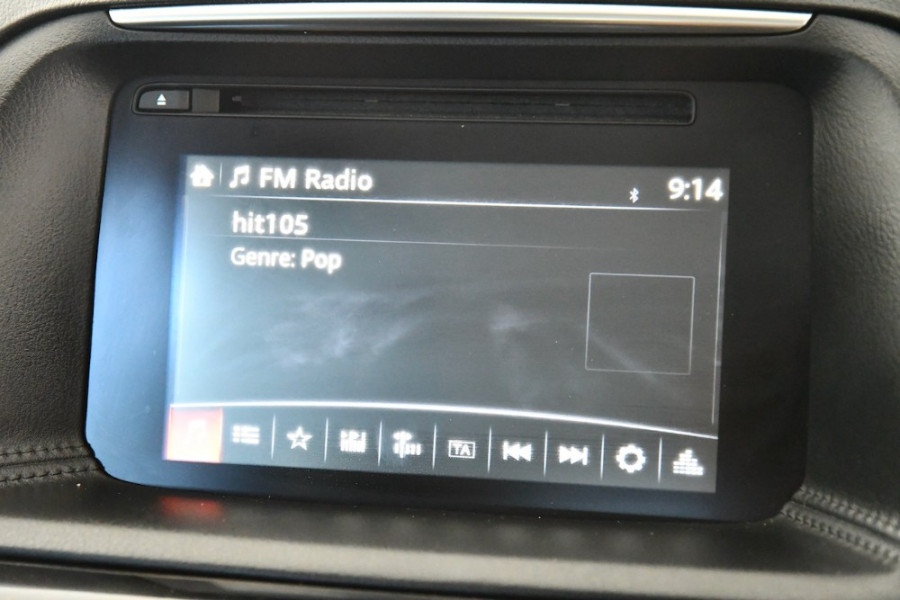 FM Radio 9:14
hit105
Genre: Pop
TA